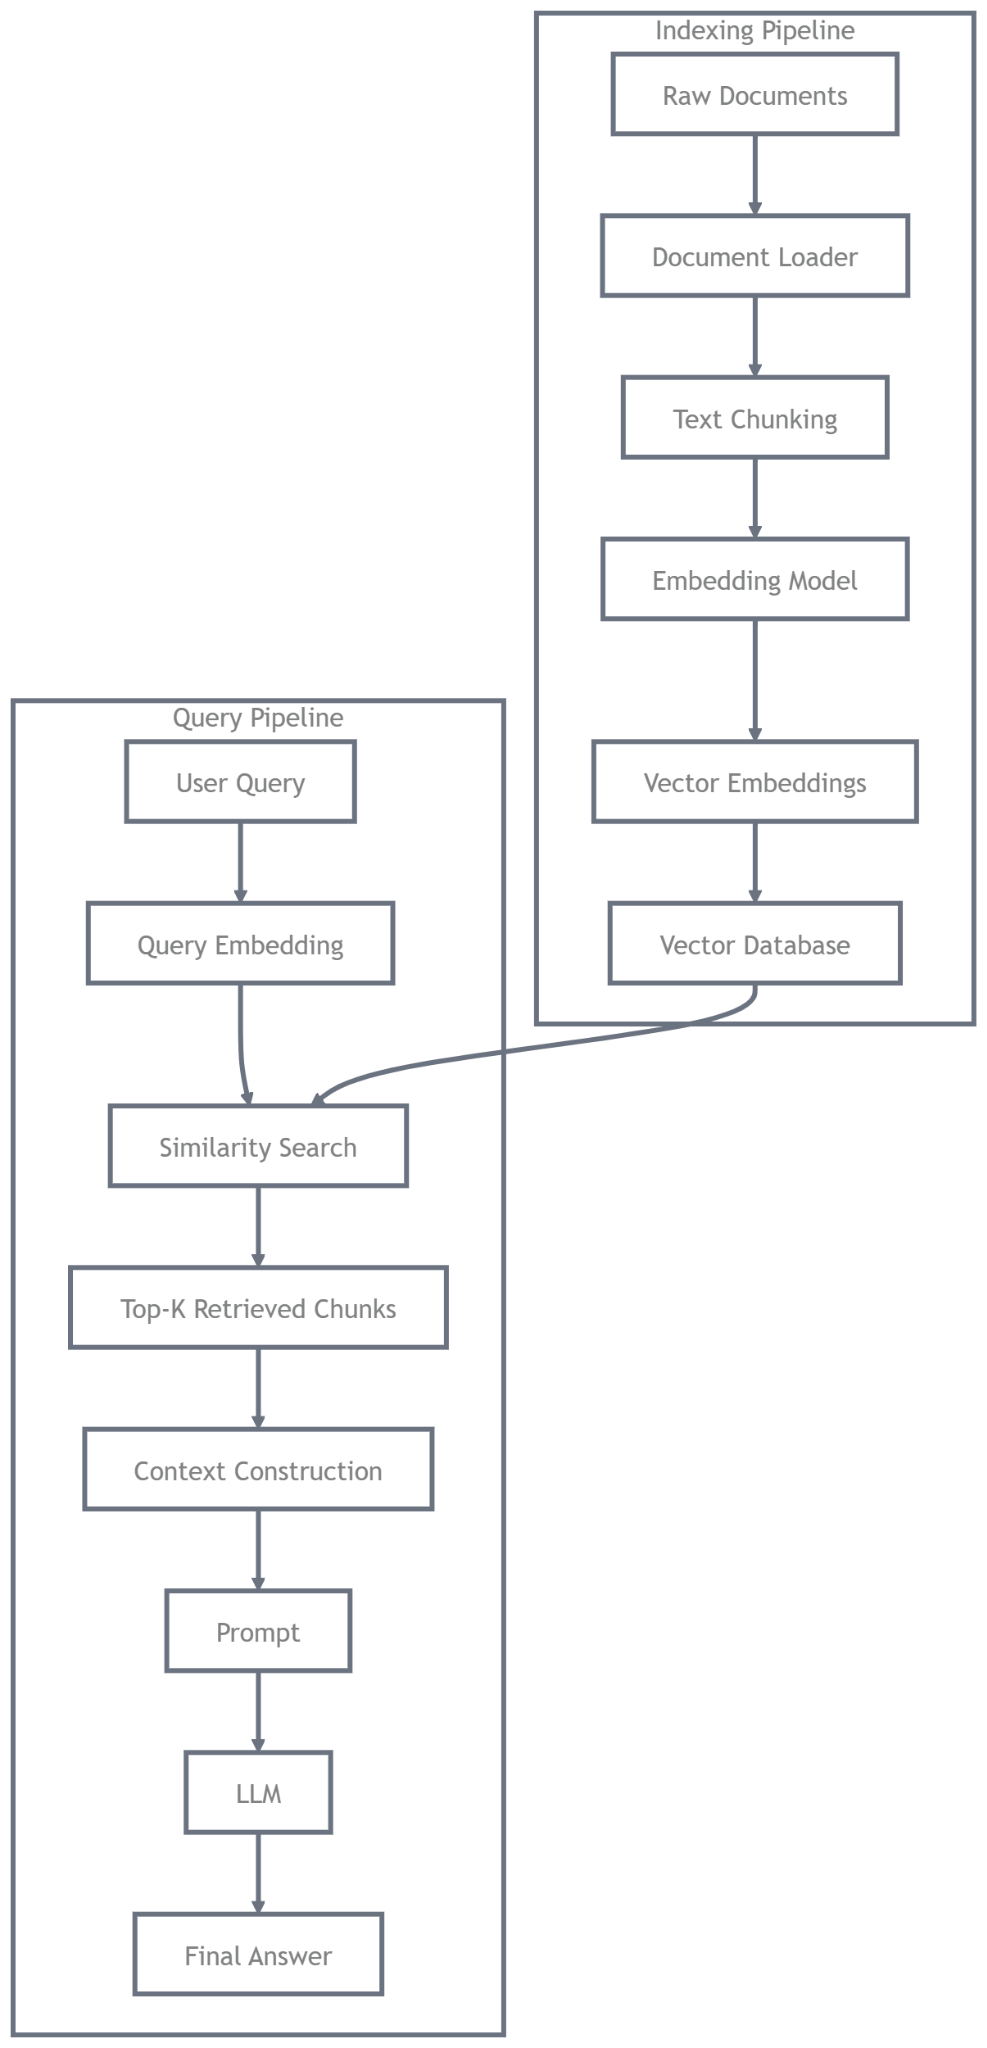 Indexing Pipeline
Raw Documents
Document Loader
Text Chunking
Embedding Model
Vector Embeddings
Vector Database
Query Pipeline
User Query
Query Embedding
Similarity Search
Top-K Retrieved Chunks
Context Construction
Prompt
LLM
Final Answer